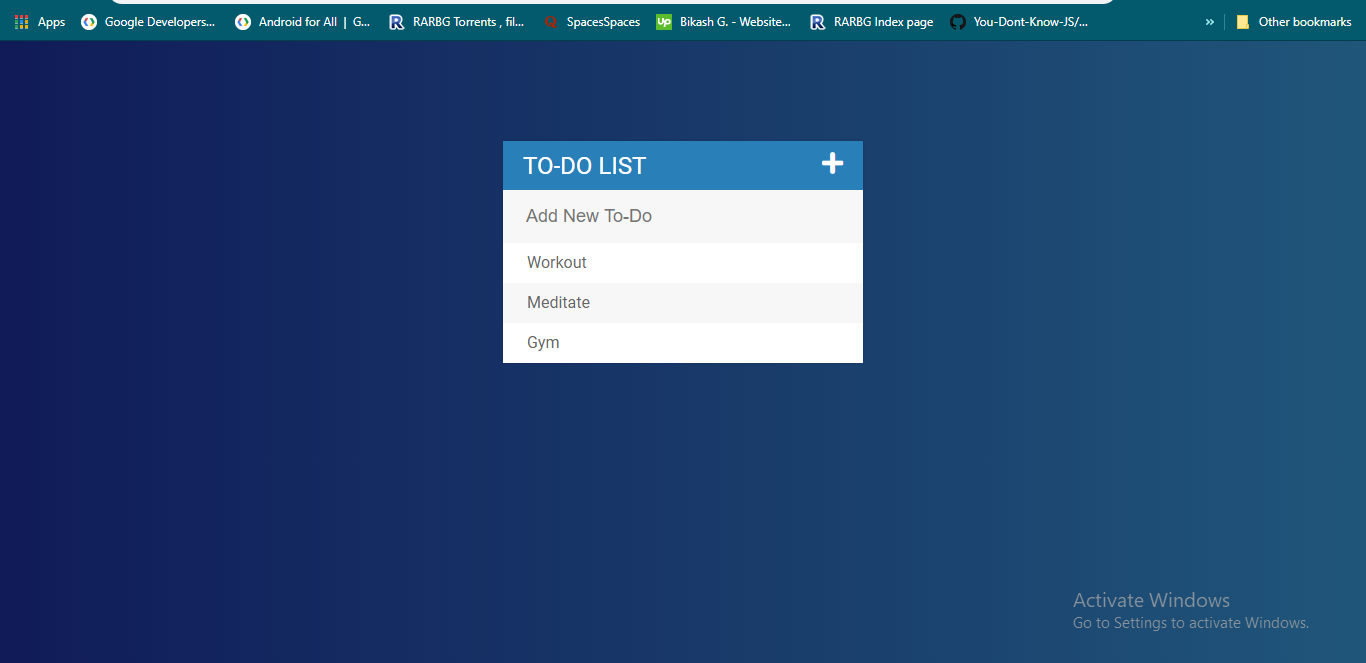 Apps Google Developers... Android for All | G... RARBG Torrents , fil... SpacesSpaces Bikash G. - Website... RARBG Index page You-Dont-Know-JS/... » Other bookmarks
TO-DO LIST
Add New To-Do
Workout
Meditate
Gym
Activate Windows
Go to Settings to activate Windows.